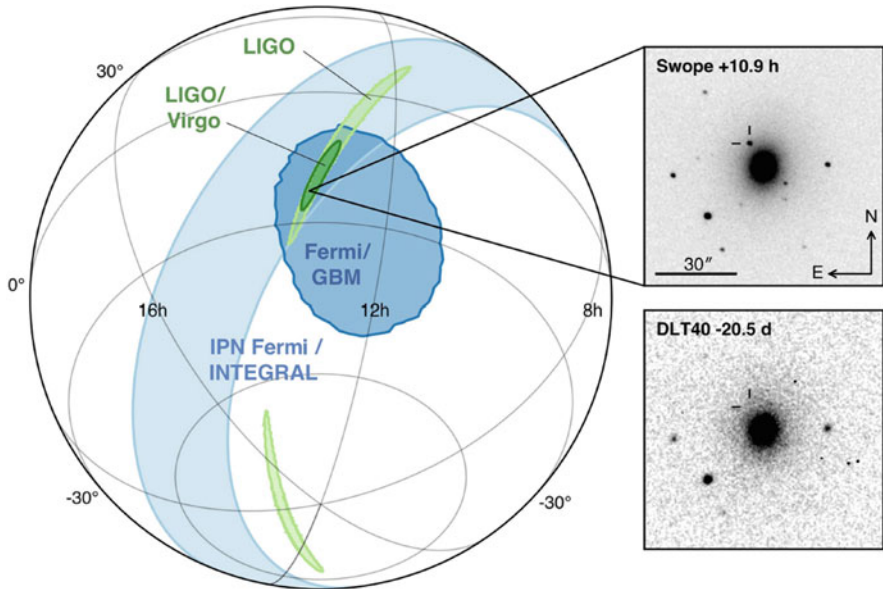 LIGO
30°
LIGO/
Virgo
Fermi/
GBM
0°
16h
12h
8h
IPN Fermi /
INTEGRAL
-30°
-30°
Swope +10.9 h
N
30″
E
DLT40 -20.5 d